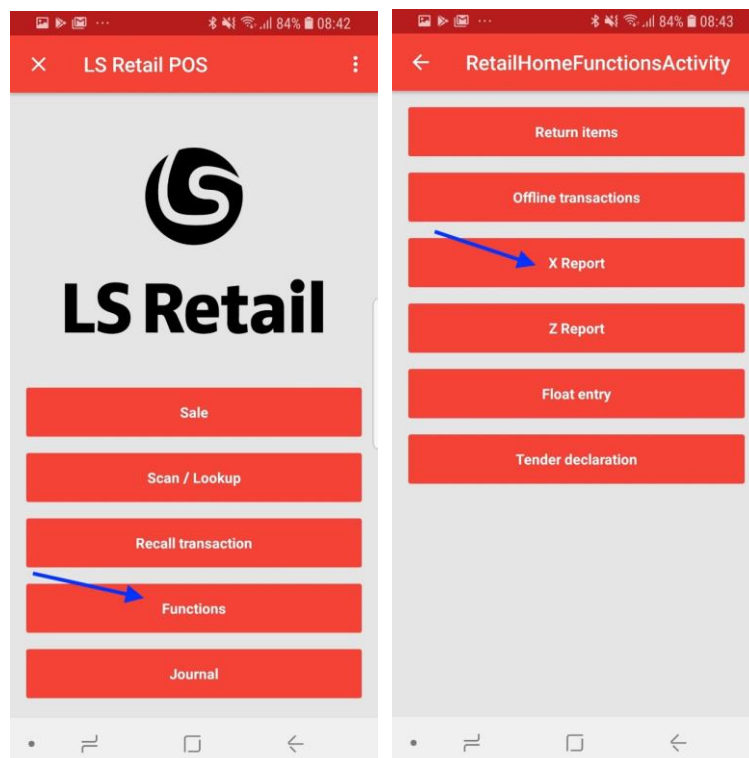 84% 08:42
LS Retail POS
LS Retail
Sale
Scan / Lookup
Recall transaction
Functions
Journal
84% 08:43
RetailHomeFunctionsActivity
Return items
Offline transactions
X Report
Z Report
Float entry
Tender declaration